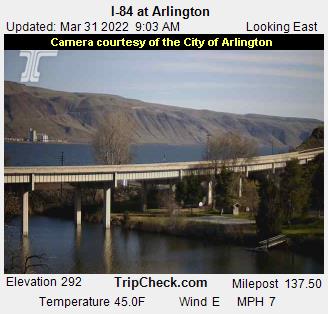 I-84 at Arlington
Updated: Mar 31 2022 9:03 AM Looking East
Camera courtesy of the City of Arlington
Elevation 292 TripCheck.com Milepost 137.50
Temperature 45.0F Wind E MPH 7